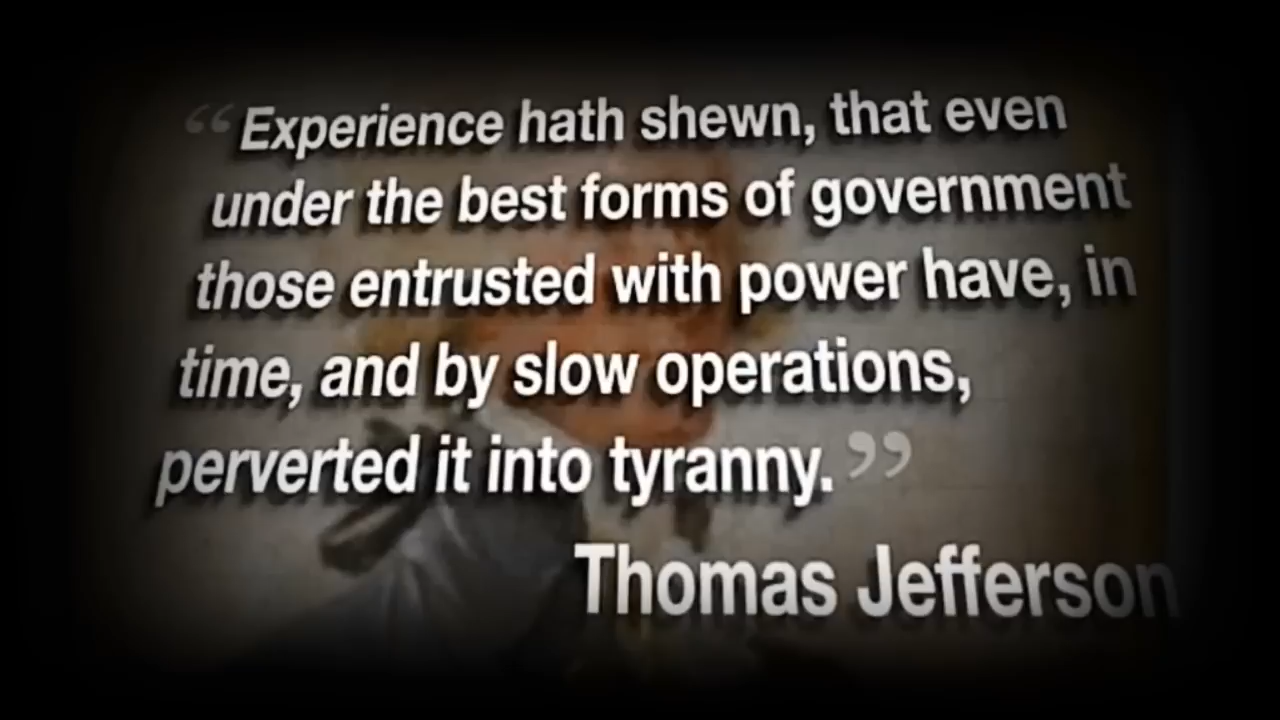 “Experience hath shewn, that even
under the best forms of government
those entrusted with power have, in
time, and by slow operations,
perverted it into tyranny.”
Thomas Jefferson